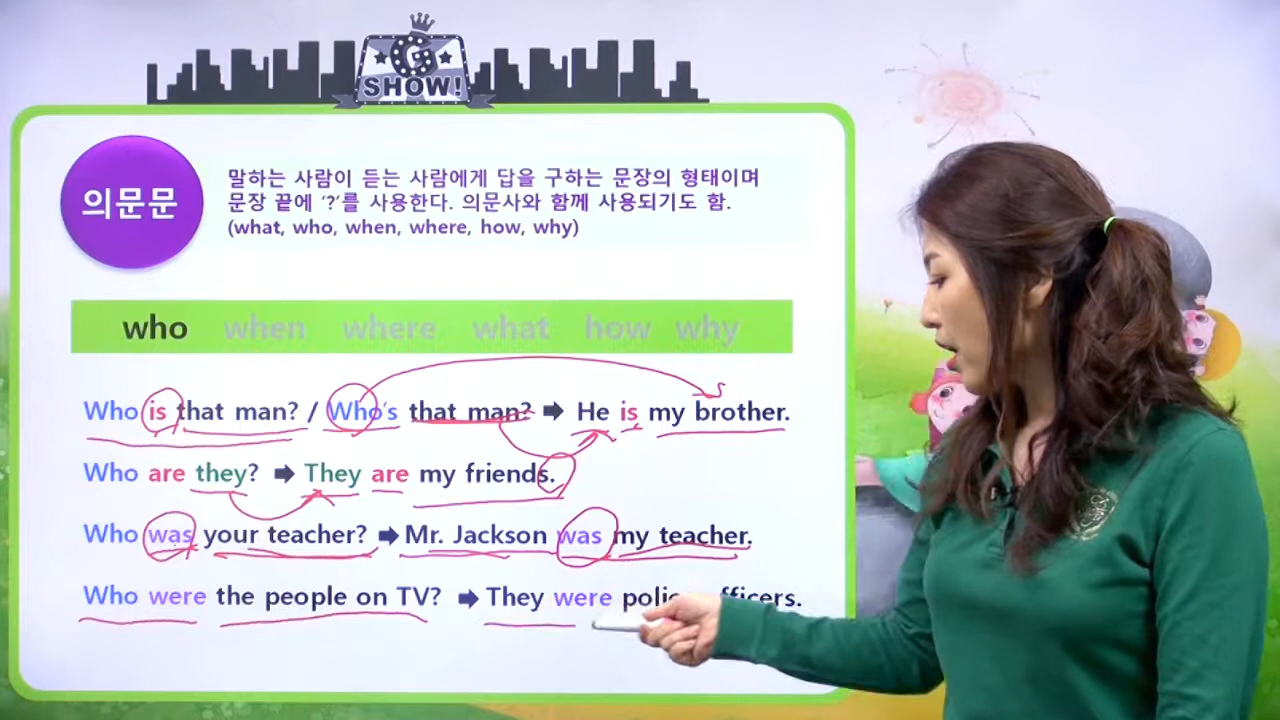 G
SHOW!
의문문
말하는 사람이 듣는 사람에게 답을 구하는 문장의 형태이며
문장 끝에 '?'를 사용한다. 의문사와 함께 사용되기도 함.
(what, who, when, where, how, why)
who when where what how why
Who is that man? / Who's that man? ➡ He is my brother.
Who are they? ➡ They are my friends.
Who was your teacher? ➡ Mr. Jackson was my teacher.
Who were the people on TV? ➡ They were